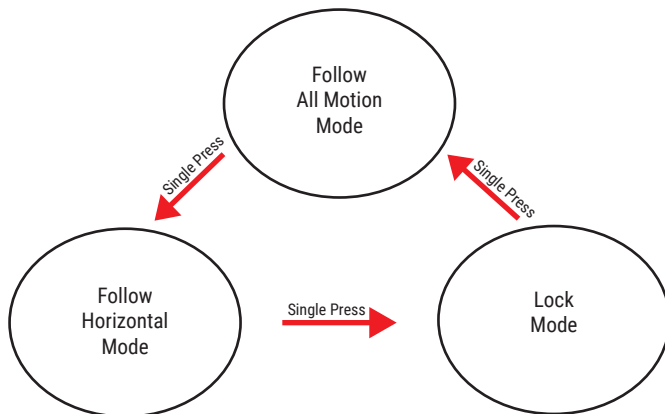 Follow
All Motion
Mode
Single Press
Single Press
Follow
Horizontal
Mode
Single Press
Lock
Mode